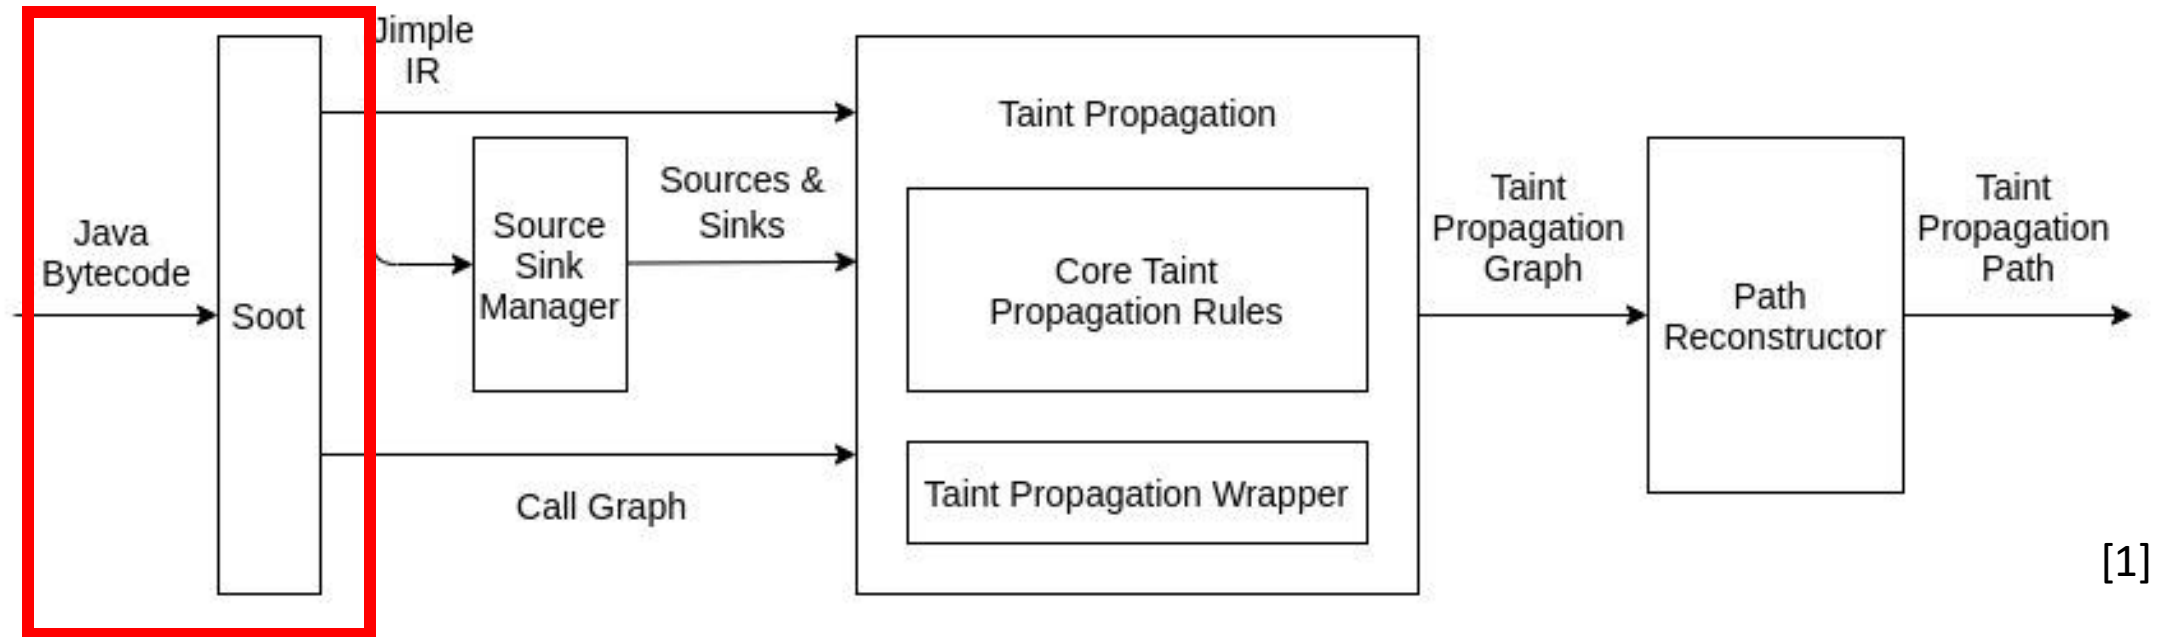 Java
Bytecode
Soot
Jimple
IR
Source
Sink
Manager
Sources &
Sinks
Call Graph
Taint Propagation
Core Taint
Propagation Rules
Taint Propagation Wrapper
Taint
Propagation
Graph
Path
Reconstructor
Taint
Propagation
Path
[1]